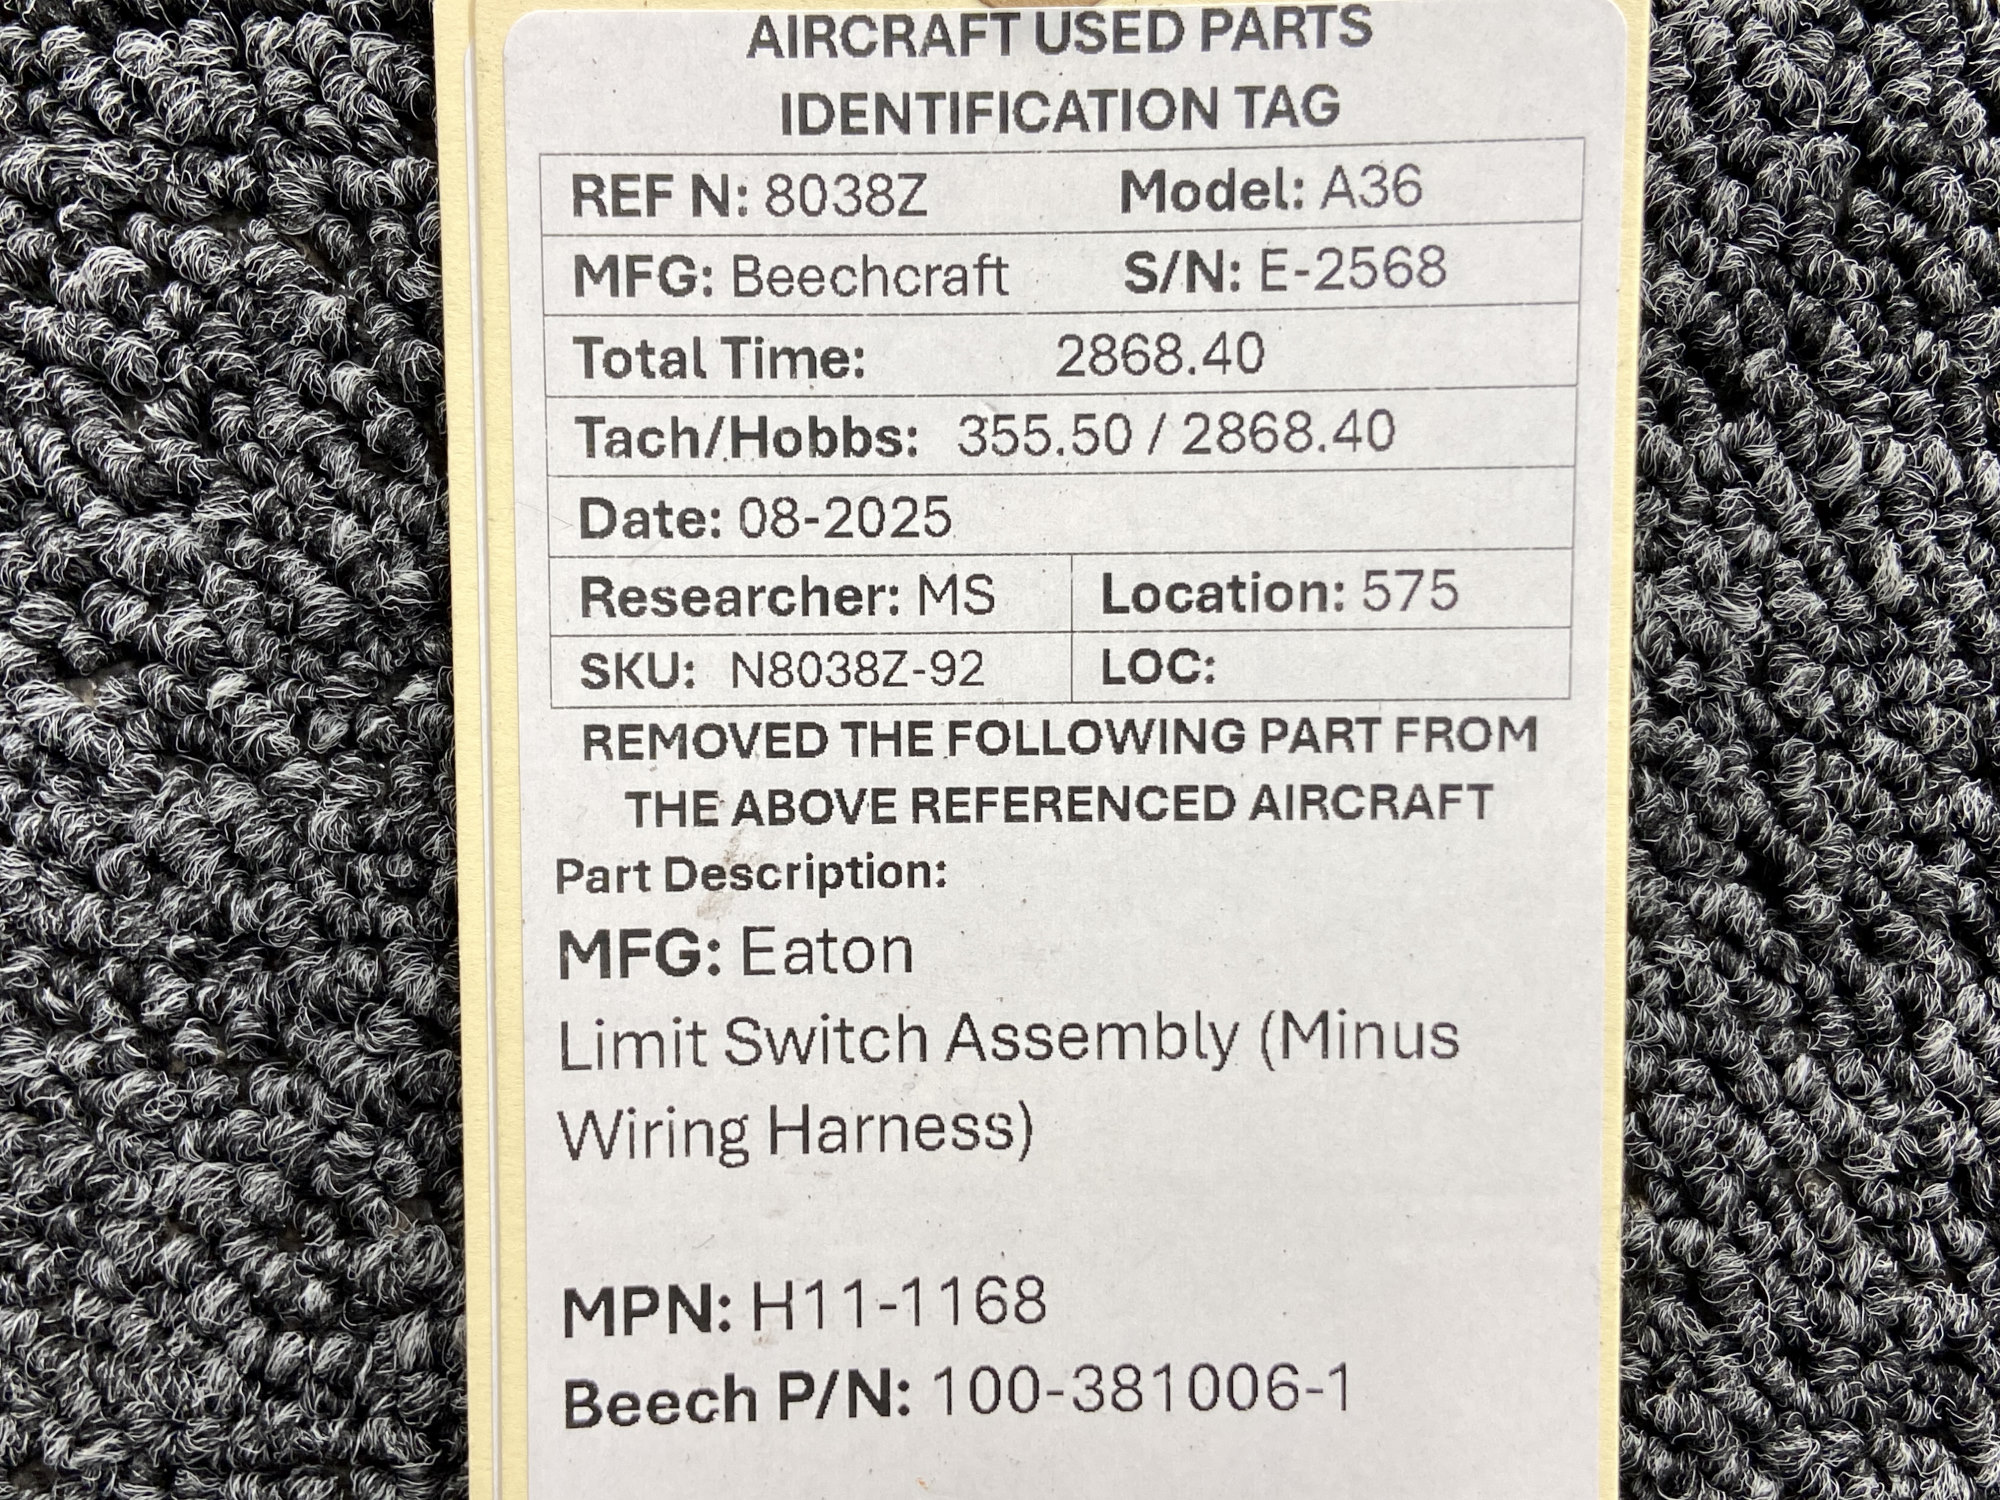 AIRCRAFT USED PARTS
IDENTIFICATION TAG
REF N: 8038Z Model: A36
MFG: Beechcraft S/N: E-2568
Total Time: 2868.40
Tach/Hobbs: 355.50 / 2868.40
Date: 08-2025
Researcher: MS Location: 575
SKU: N8038Z-92 LOC:
REMOVED THE FOLLOWING PART FROM
THE ABOVE REFERENCED AIRCRAFT
Part Description:
MFG: Eaton
Limit Switch Assembly (Minus
Wiring Harness)
MPN: H11-1168
Beech P/N: 100-381006-1